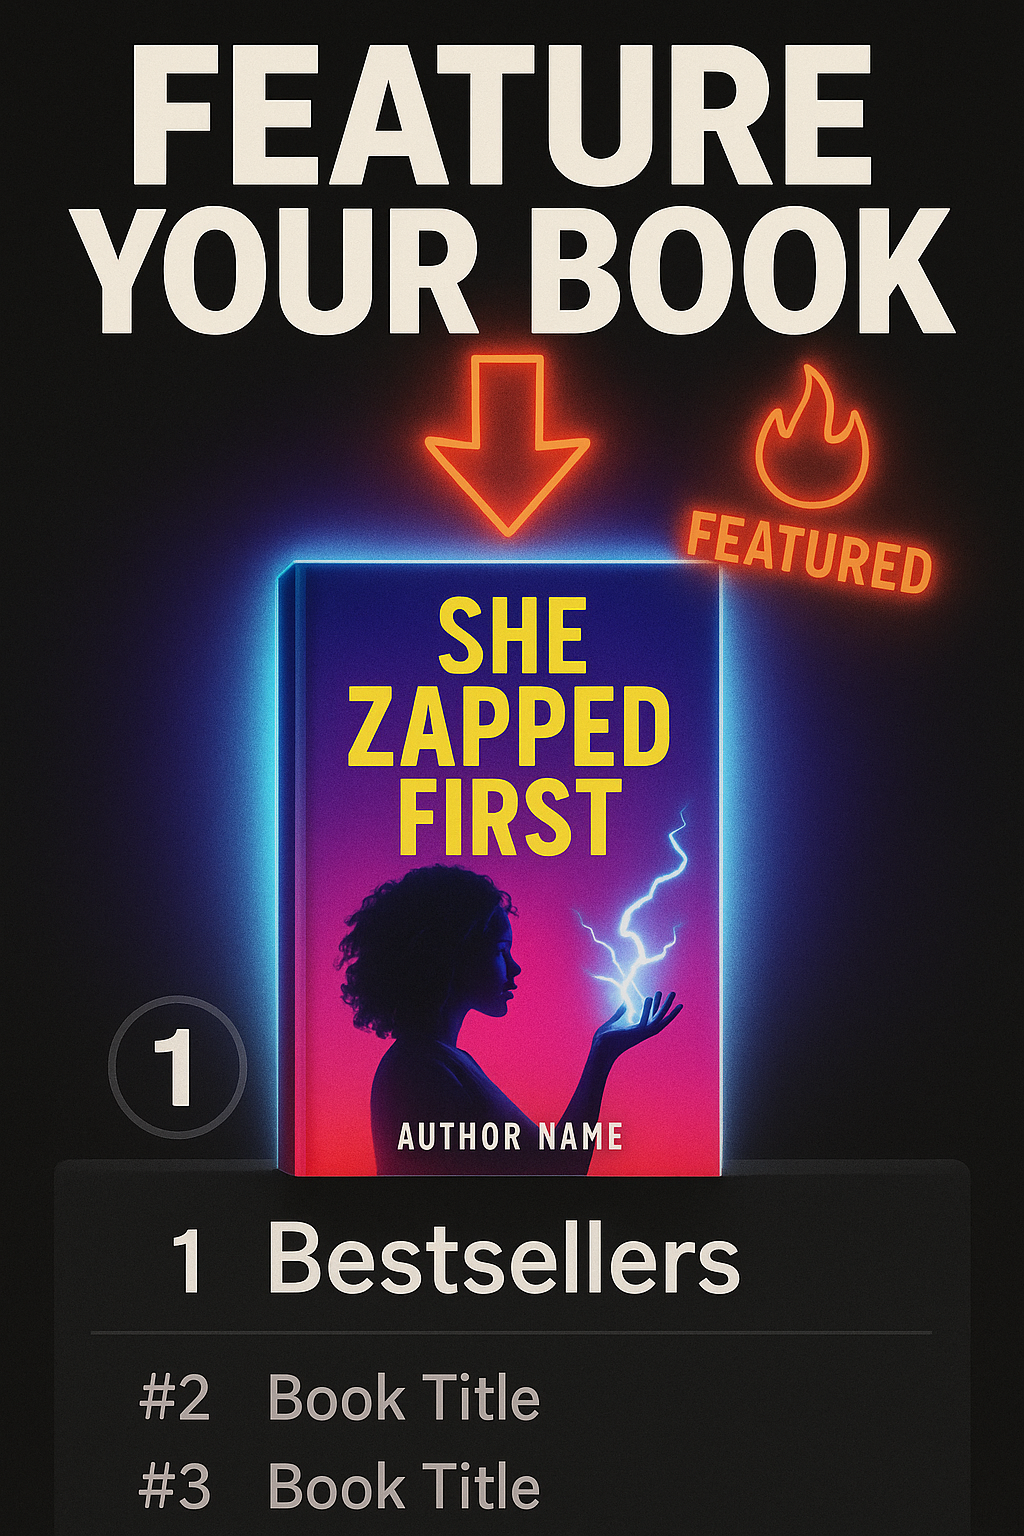 FEATURE
YOUR BOOK
FEATURED
SHE
ZAPPED
FIRST
AUTHOR NAME
1
1 Bestsellers
#2 Book Title
#3 Book Title